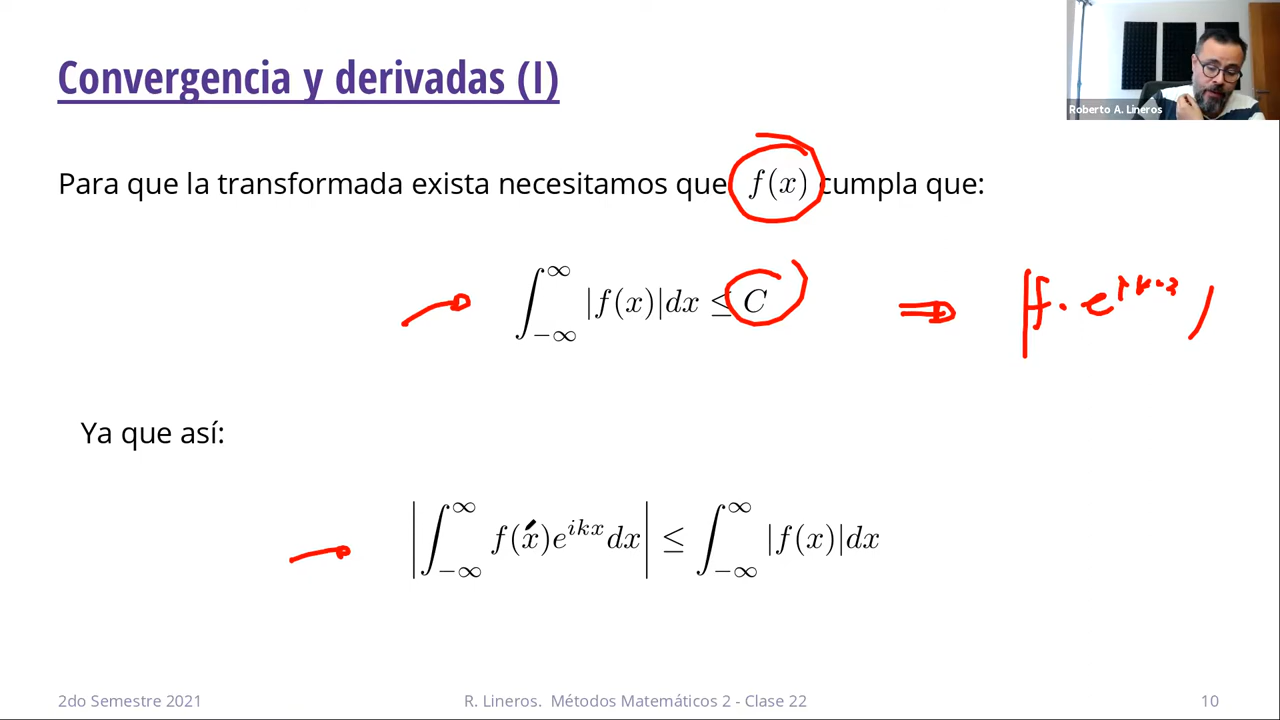 Convergencia y derivadas (I)
Roberto A. Lineros
Para que la transformada exista necesitamos que f(x) cumpla que:
∫_{-∞}^{∞} |f(x)|dx ≤ C ⇒ |f · e^{ik·x}|
Ya que así:
|∫_{-∞}^{∞} f(x)e^{ikx}dx| ≤ ∫_{-∞}^{∞} |f(x)|dx
2do Semestre 2021
R. Lineros. Métodos Matemáticos 2 - Clase 22
10